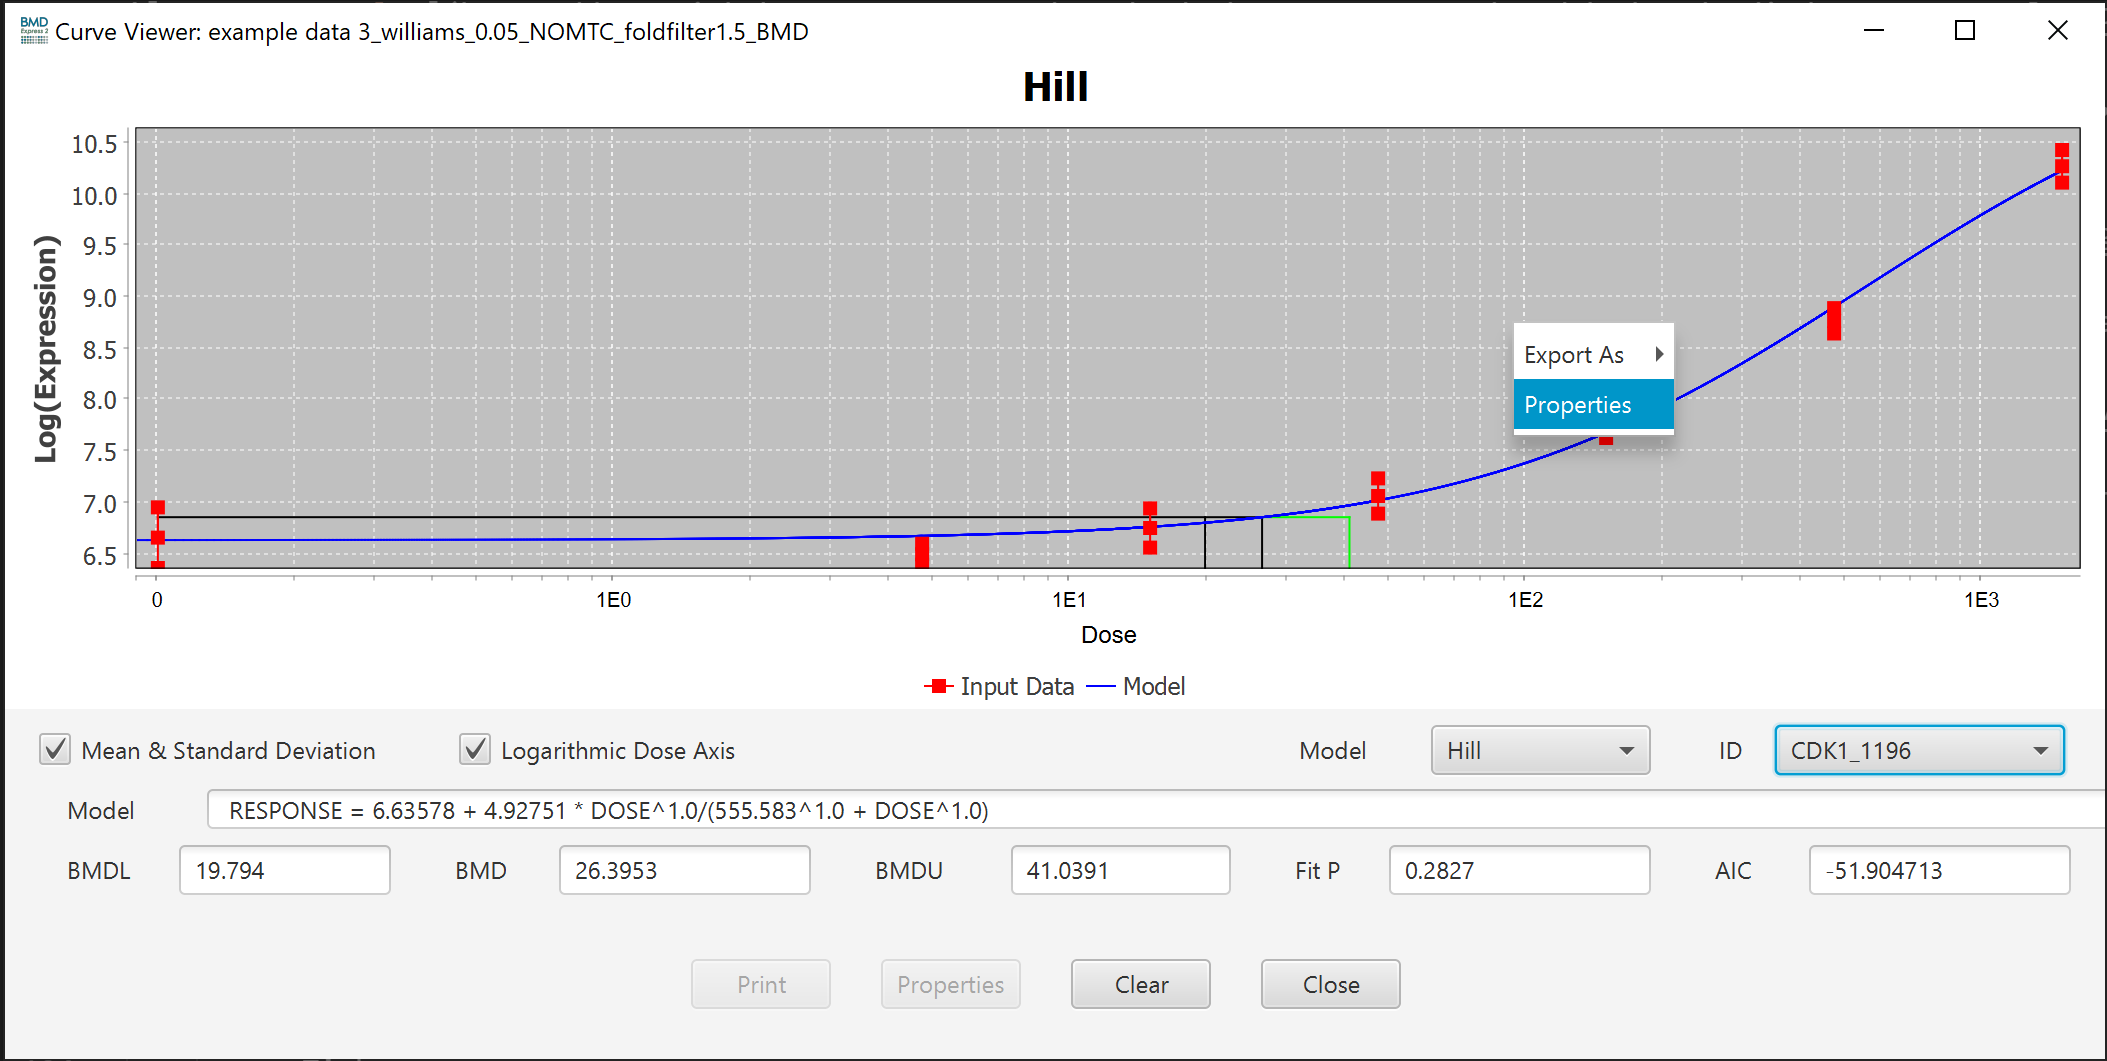 BMD
Express 2
Curve Viewer: example data 3_williams_0.05_NOMTC_foldfilter1.5_BMD
Hill
10.5
10.0
9.5
9.0
8.5
8.0
7.5
7.0
6.5
Log(Expression)
Export As
Properties
0 1E0 1E1 1E2 1E3
Dose
Input Data Model
Mean & Standard Deviation Logarithmic Dose Axis Model Hill ID CDK1_1196
Model RESPONSE = 6.63578 + 4.92751 * DOSE^1.0/(555.583^1.0 + DOSE^1.0)
BMDL 19.794 BMD 26.3953 BMDU 41.0391 Fit P 0.2827 AIC -51.904713
Print Properties Clear Close